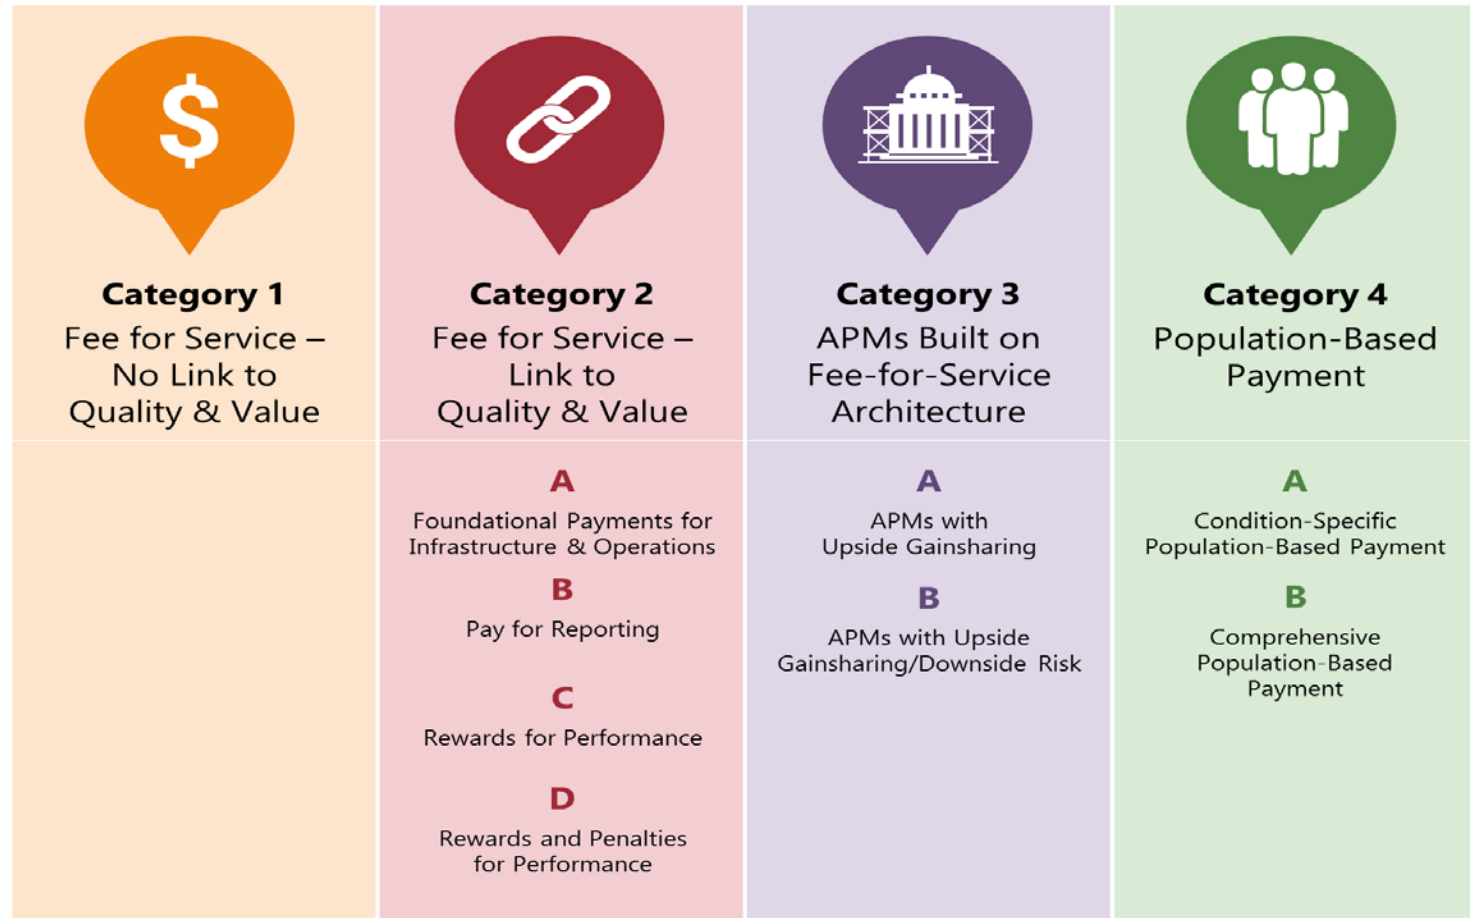 $
Category 1
Fee for Service –
No Link to
Quality & Value
Category 2
Fee for Service –
Link to
Quality & Value
A
Foundational Payments for
Infrastructure & Operations
B
Pay for Reporting
C
Rewards for Performance
D
Rewards and Penalties
for Performance
Category 3
APMs Built on
Fee-for-Service
Architecture
A
APMs with
Upside Gainsharing
B
APMs with Upside
Gainsharing/Downside Risk
Category 4
Population-Based
Payment
A
Condition-Specific
Population-Based Payment
B
Comprehensive
Population-Based
Payment